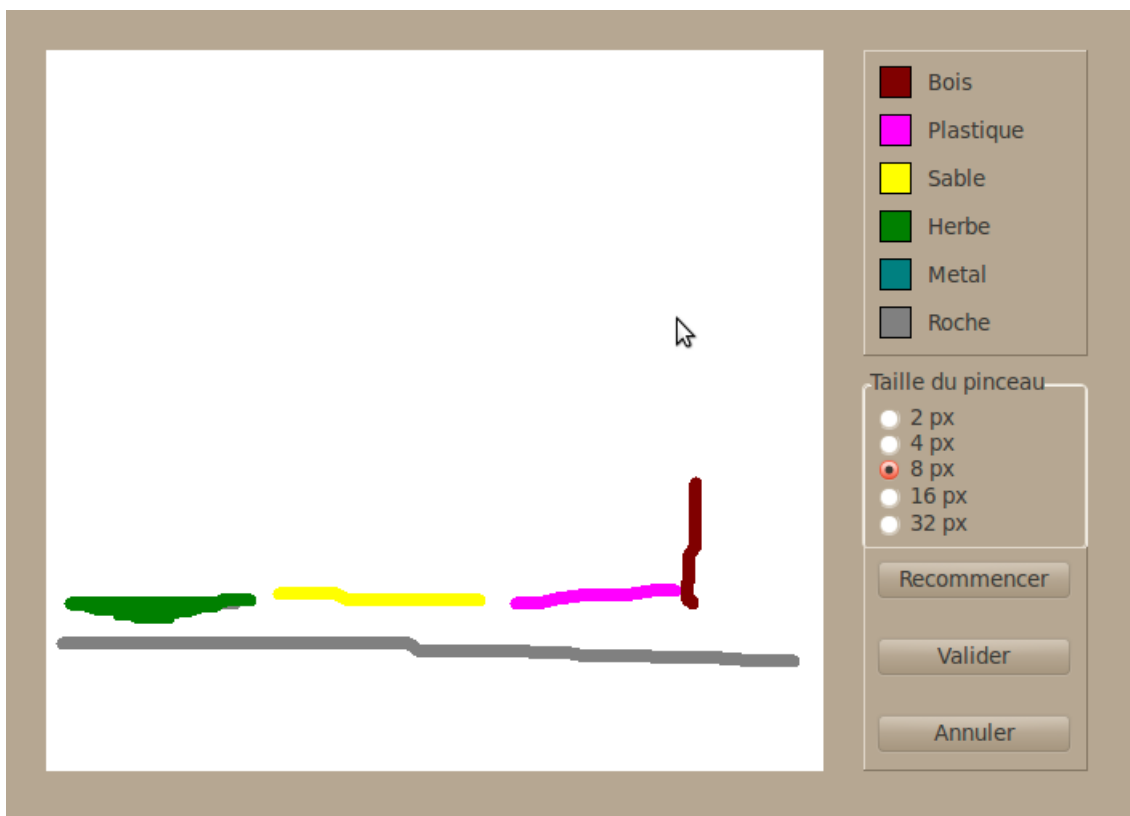 Bois
Plastique
Sable
Herbe
Metal
Roche
Taille du pinceau
2 px
4 px
8 px
16 px
32 px
Recommencer
Valider
Annuler